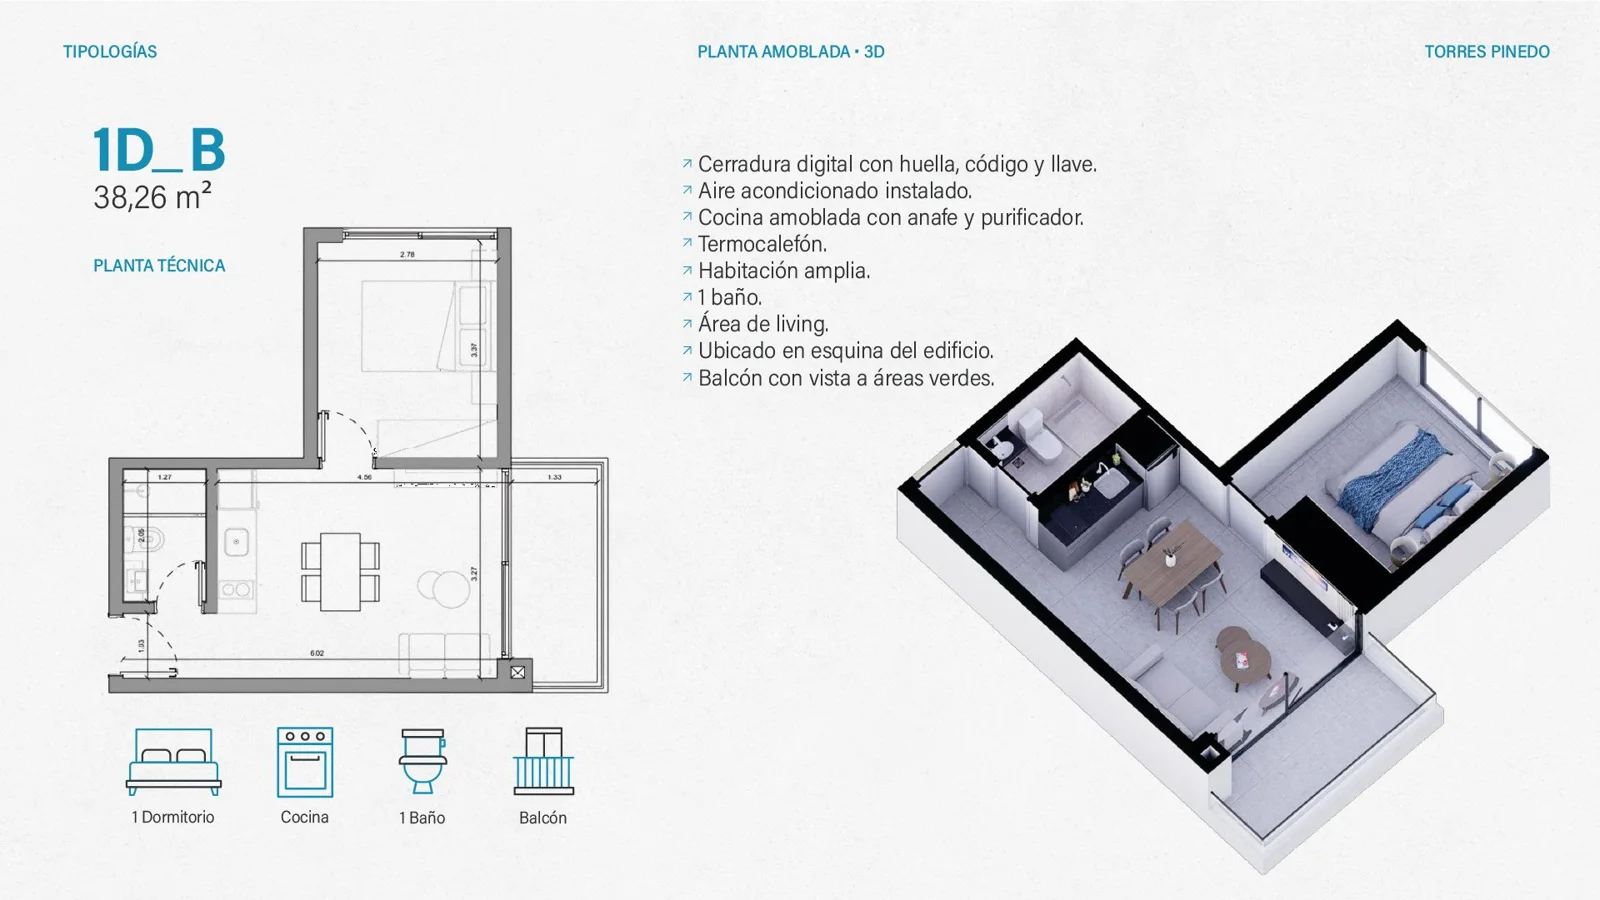 TIPOLOGÍAS
PLANTA AMOBLADA • 3D
TORRES PINEDO
1D_B
38,26 m²
PLANTA TÉCNICA
Cerradura digital con huella, código y llave.
Aire acondicionado instalado.
Cocina amoblada con anafe y purificador.
Termocalefón.
Habitación amplia.
1 baño.
Área de living.
Ubicado en esquina del edificio.
Balcón con vista a áreas verdes.
2.78
3.37
1.27
4.56
1.33
2.05
3.27
1.03
6.02
1 Dormitorio
Cocina
1 Baño
Balcón